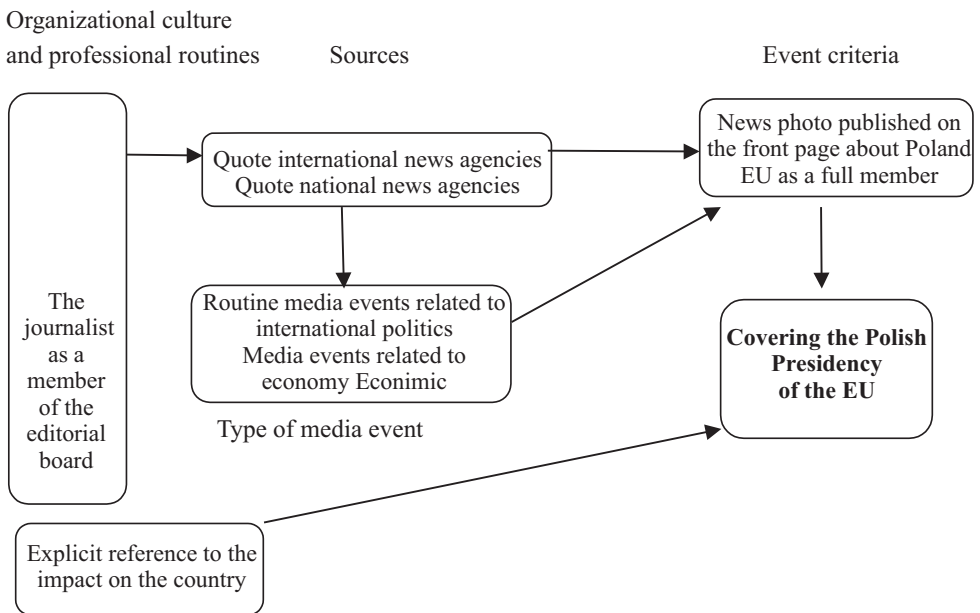 Organizational culture
and professional routines
Sources
Event criteria
The
journalist
as a
member
of the
editorial
board
Quote international news agencies
Quote national news agencies
News photo published on
the front page about Poland
EU as a full member
Routine media events related to
international politics
Media events related to
economy Econimic
Type of media event
Covering the Polish
Presidency
of the EU
Explicit reference to the
impact on the country